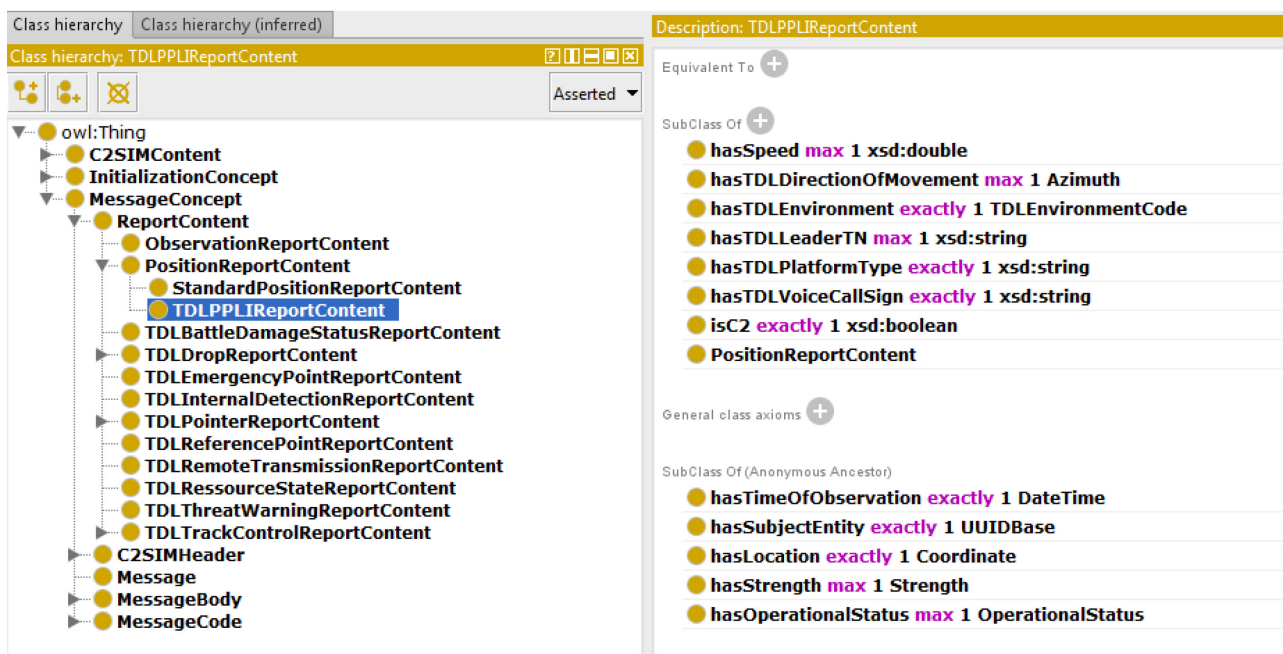 Class hierarchy
Class hierarchy (inferred)
Class hierarchy: TDLPPLIReportContent
Asserted
owl:Thing
C2SIMContent
InitializationConcept
MessageConcept
ReportContent
ObservationReportContent
PositionReportContent
StandardPositionReportContent
TDLPPLIReportContent
TDLBattleDamageStatusReportContent
TDLDropReportContent
TDLEmergencyPointReportContent
TDLInternalDetectionReportContent
TDLPointerReportContent
TDLReferencePointReportContent
TDLRemoteTransmissionReportContent
TDLRessourceStateReportContent
TDLThreatWarningReportContent
TDLTrackControlReportContent
C2SIMHeader
Message
MessageBody
MessageCode
Description: TDLPPLIReportContent
Equivalent To
SubClass Of
hasSpeed max 1 xsd:double
hasTDLDirectionOfMovement max 1 Azimuth
hasTDLEnvironment exactly 1 TDLEnvironmentCode
hasTDLLeaderTN max 1 xsd:string
hasTDLPlatformType exactly 1 xsd:string
hasTDLVoiceCallSign exactly 1 xsd:string
isC2 exactly 1 xsd:boolean
PositionReportContent
General class axioms
SubClass Of (Anonymous Ancestor)
hasTimeOfObservation exactly 1 DateTime
hasSubjectEntity exactly 1 UUIDBase
hasLocation exactly 1 Coordinate
hasStrength max 1 Strength
hasOperationalStatus max 1 OperationalStatus